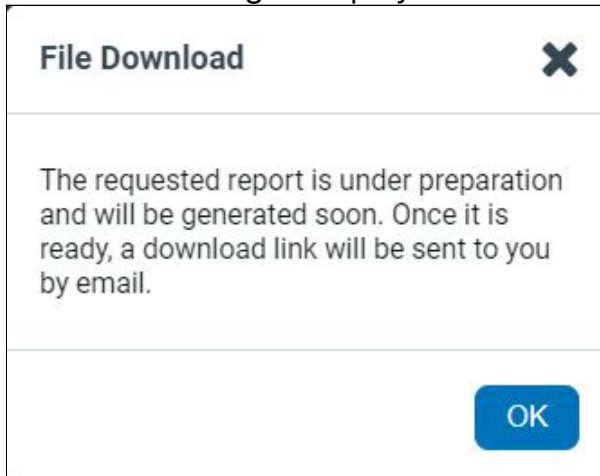 File Download
The requested report is under preparation
and will be generated soon. Once it is
ready, a download link will be sent to you
by email.
OK